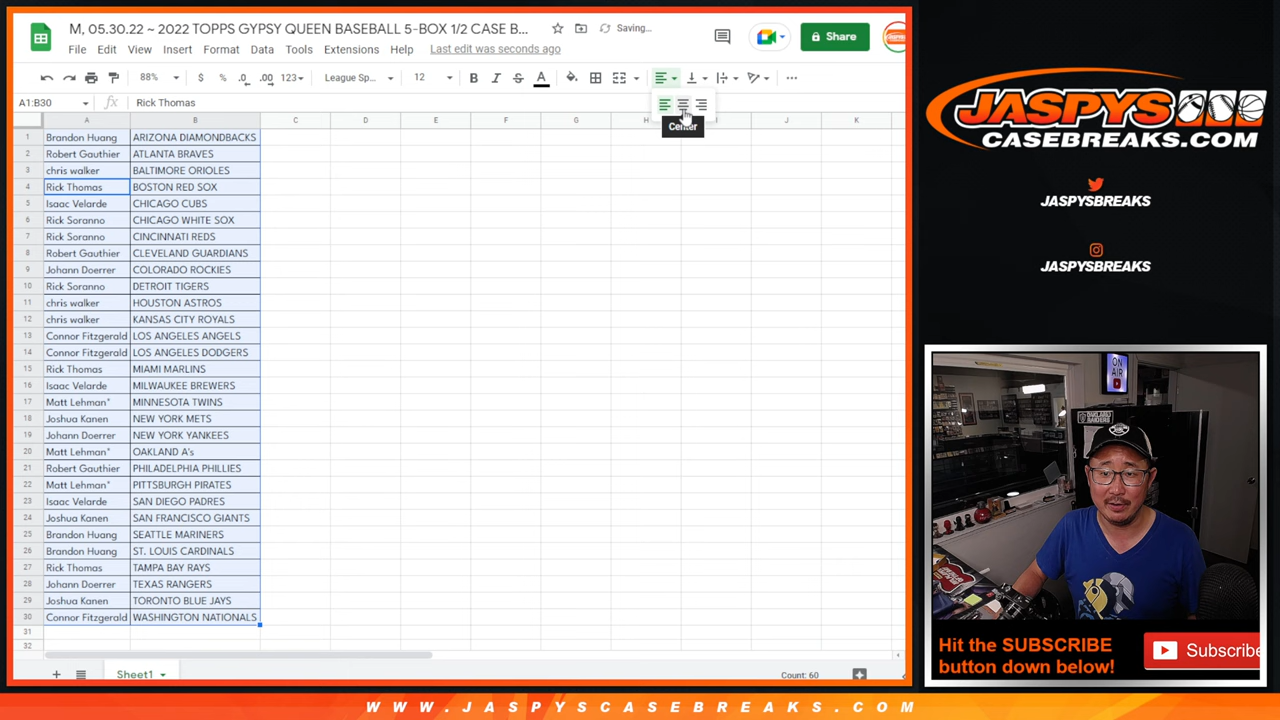 M, 05.30.22 ~ 2022 TOPPS GYPSY QUEEN BASEBALL 5-BOX 1/2 CASE B... Saving... Share
File Edit View Insert Format Data Tools Extensions Help Last edit was seconds ago
88% $ % .0 .00 123 League Sp... 12 B I S A
A1:B30 fx Rick Thomas
Center
A B C D E F G H I J K
1 Brandon Huang ARIZONA DIAMONDBACKS
2 Robert Gauthier ATLANTA BRAVES
3 chris walker BALTIMORE ORIOLES
4 Rick Thomas BOSTON RED SOX
5 Isaac Velarde CHICAGO CUBS
6 Rick Soranno CHICAGO WHITE SOX
7 Rick Soranno CINCINNATI REDS
8 Robert Gauthier CLEVELAND GUARDIANS
9 Johann Doerrer COLORADO ROCKIES
10 Rick Soranno DETROIT TIGERS
11 chris walker HOUSTON ASTROS
12 chris walker KANSAS CITY ROYALS
13 Connor Fitzgerald LOS ANGELES ANGELS
14 Connor Fitzgerald LOS ANGELES DODGERS
15 Rick Thomas MIAMI MARLINS
16 Isaac Velarde MILWAUKEE BREWERS
17 Matt Lehman* MINNESOTA TWINS
18 Joshua Kanen NEW YORK METS
19 Johann Doerrer NEW YORK YANKEES
20 Matt Lehman* OAKLAND A's
21 Robert Gauthier PHILADELPHIA PHILLIES
22 Matt Lehman* PITTSBURGH PIRATES
23 Isaac Velarde SAN DIEGO PADRES
24 Joshua Kanen SAN FRANCISCO GIANTS
25 Brandon Huang SEATTLE MARINERS
26 Brandon Huang ST. LOUIS CARDINALS
27 Rick Thomas TAMPA BAY RAYS
28 Johann Doerrer TEXAS RANGERS
29 Joshua Kanen TORONTO BLUE JAYS
30 Connor Fitzgerald WASHINGTON NATIONALS
31
32
Sheet1 Count: 60
JASPYS
CASEBREAKS.COM
JASPYSBREAKS
JASPYSBREAKS
ON
AIR
Hit the SUBSCRIBE
button down below!
Subscribe
WWW.JASPYSCASEBREAKS.COM